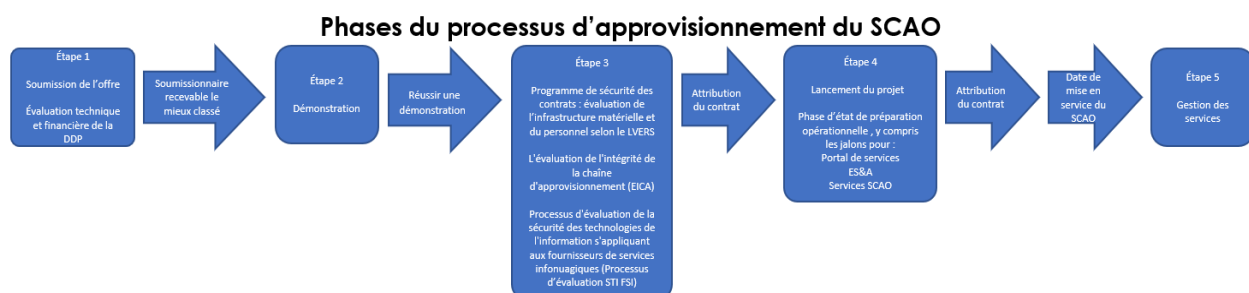 Phases du processus d’approvisionnement du SCAO
Étape 1
Soumission de l’offre
Évaluation technique
et financière de la
DDP
Soumissionnaire
recevable le
mieux classé
Étape 2
Démonstration
Réussir une
démonstration
Étape 3
Programme de sécurité des
contrats : évaluation de
l’infrastructure matérielle et
du personnel selon le LVERS
L'évaluation de l'intégrité de
la chaîne
d'approvisionnement (EICA)
Processus d'évaluation de la
sécurité des technologies de
l'information s'appliquant
aux fournisseurs de services
infonuagiques (Processus
d’évaluation STI FSI)
Attribution
du contrat
Étape 4
Lancement du projet
Phase d’état de préparation
opérationnelle , y compris
les jalons pour :
Portal de services
ES&A
Services SCAO
Attribution
du contrat
Date de
mise en
service du
SCAO
Étape 5
Gestion des
services